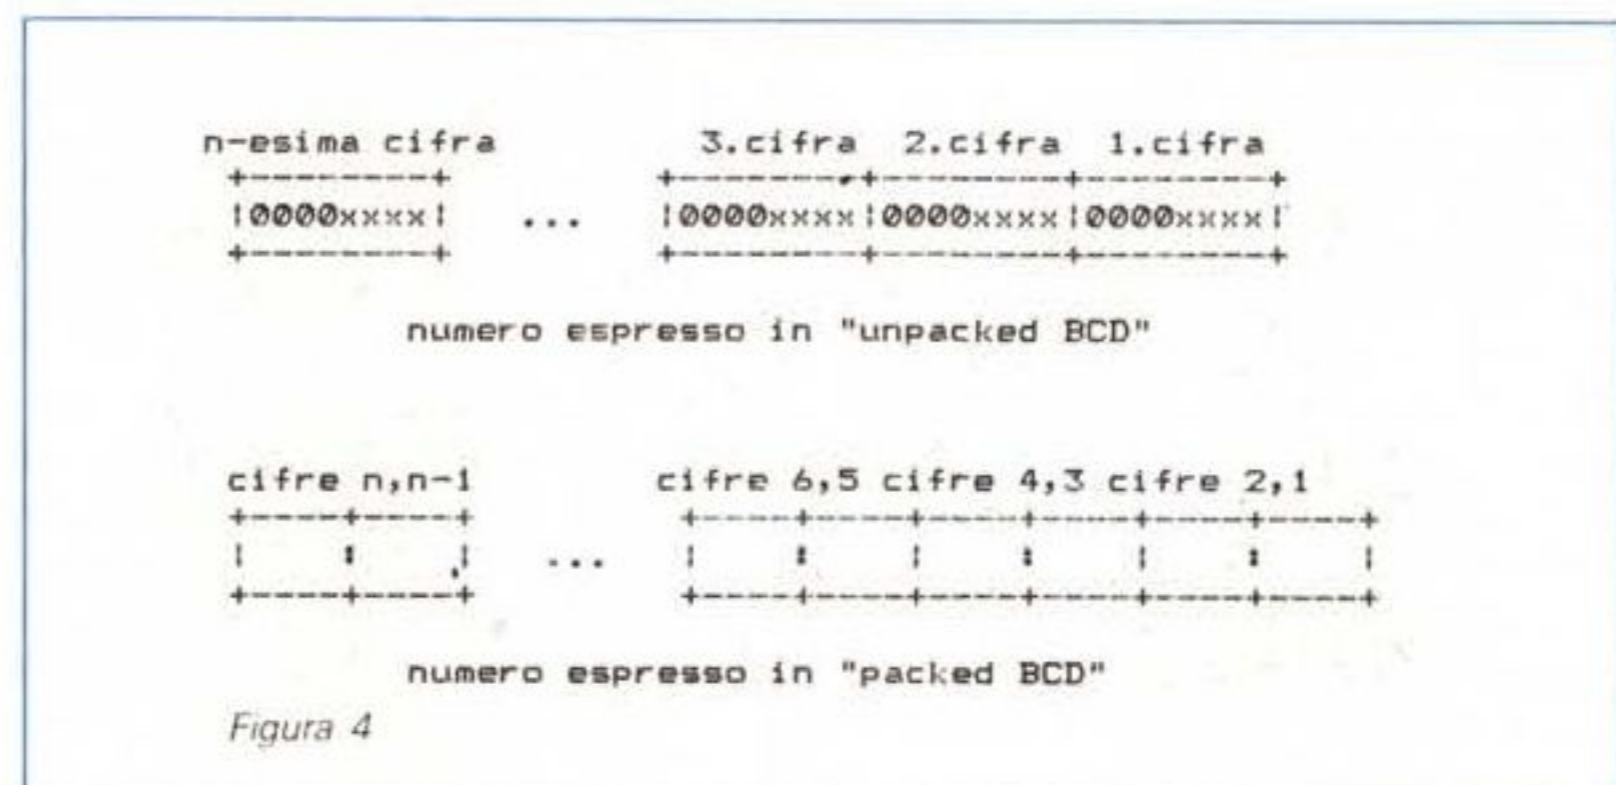 n-esima cifra 3.cifra 2.cifra 1.cifra
+---------+ +---------+---------+---------+
|0000xxxx| ... |0000xxxx|0000xxxx|0000xxxx|
+---------+ +---------+---------+---------+
numero espresso in "unpacked BCD"
cifre n,n-1 cifre 6,5 cifre 4,3 cifre 2,1
+----+----+ +----+----+----+----+----+----+
| : | ... | : | : | : |
+----+----+ +----+----+----+----+----+----+
numero espresso in "packed BCD"
Figura 4